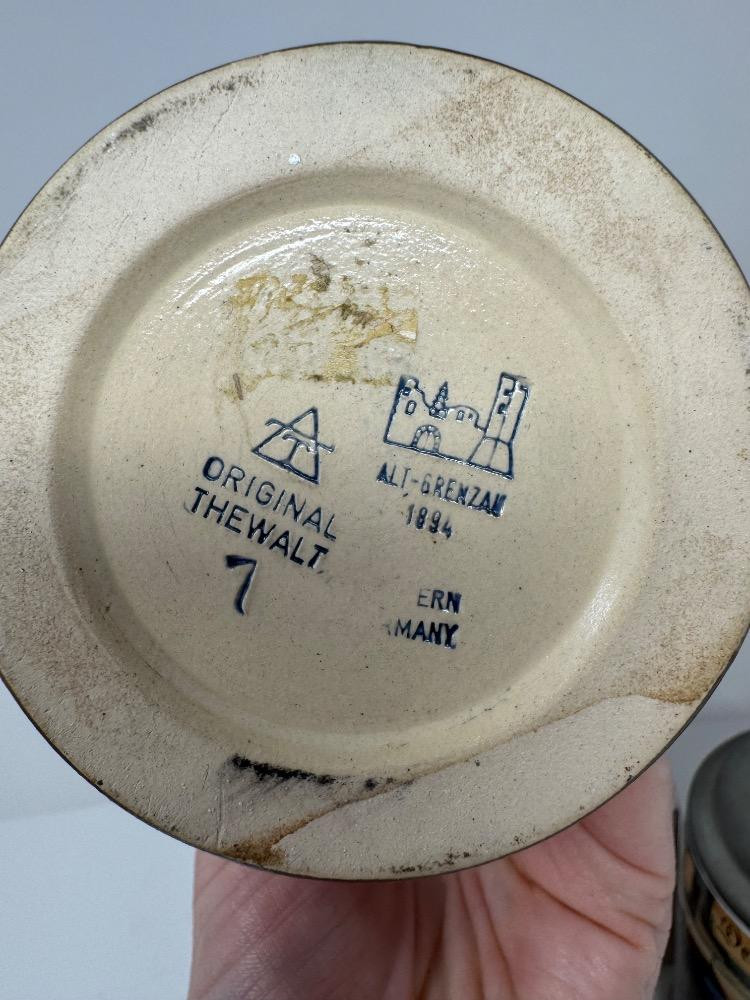 ORIGINAL
THEWALT
7
ALT-GRENZAU
1894
ERN
MANY